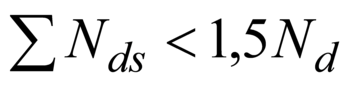 ∑ N_ds < 1,5N_d